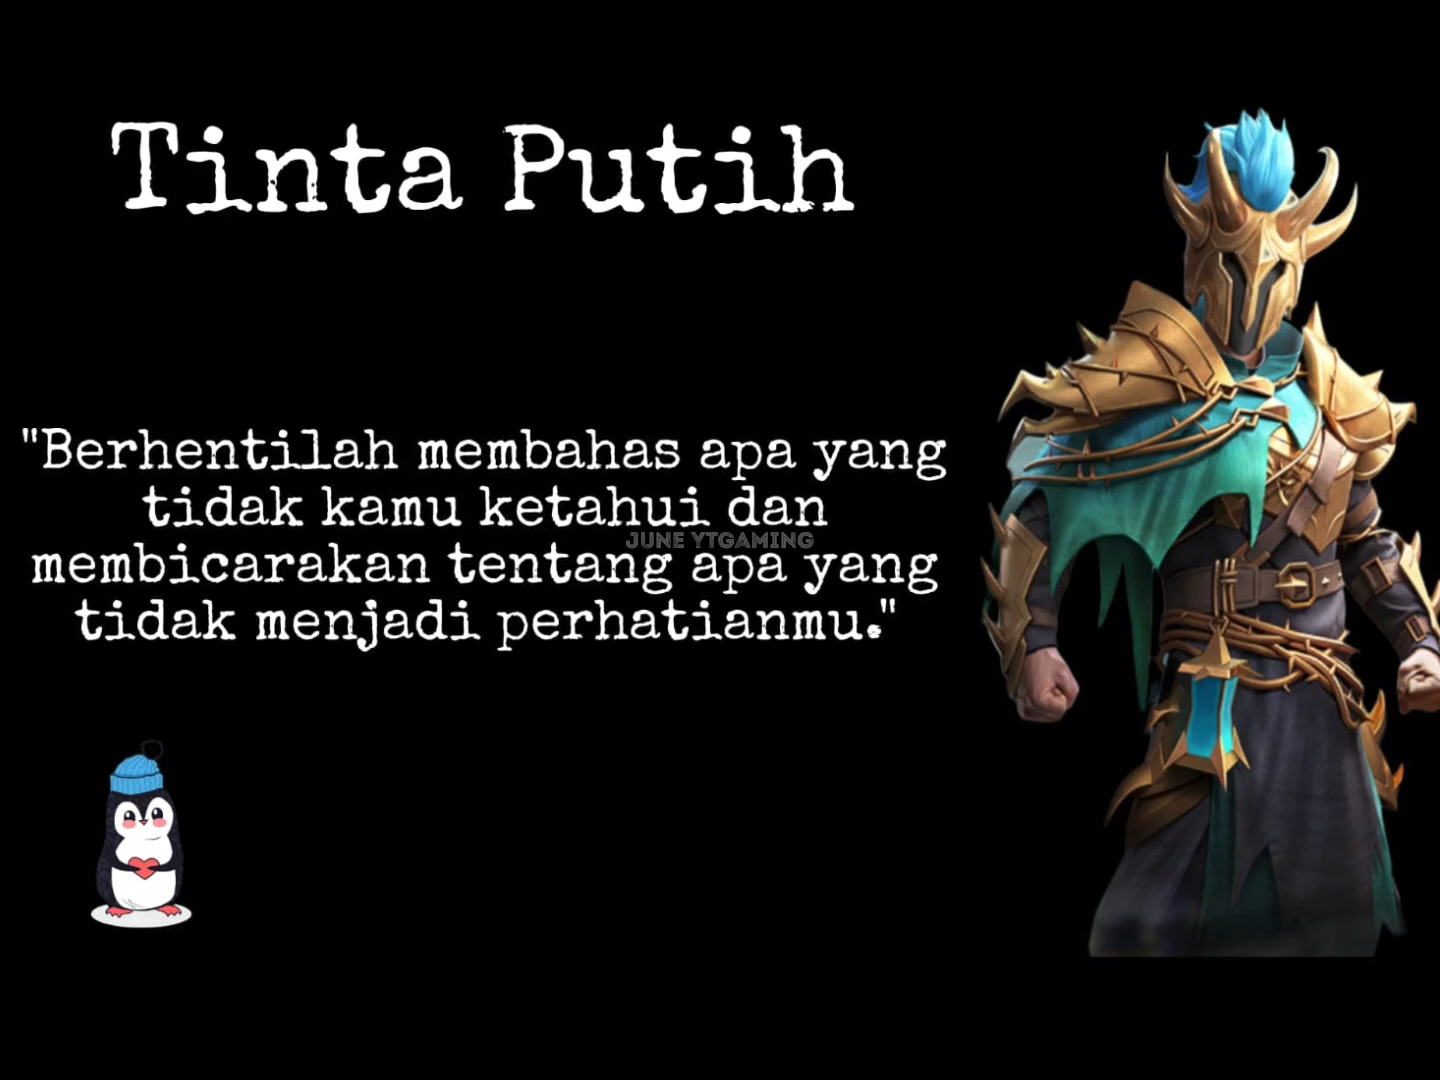 Tinta Putih
"Berhentilah membahas apa yang
tidak kamu ketahui dan
JUNE YTGAMING
membicarakan tentang apa yang
tidak menjadi perhatianmu."